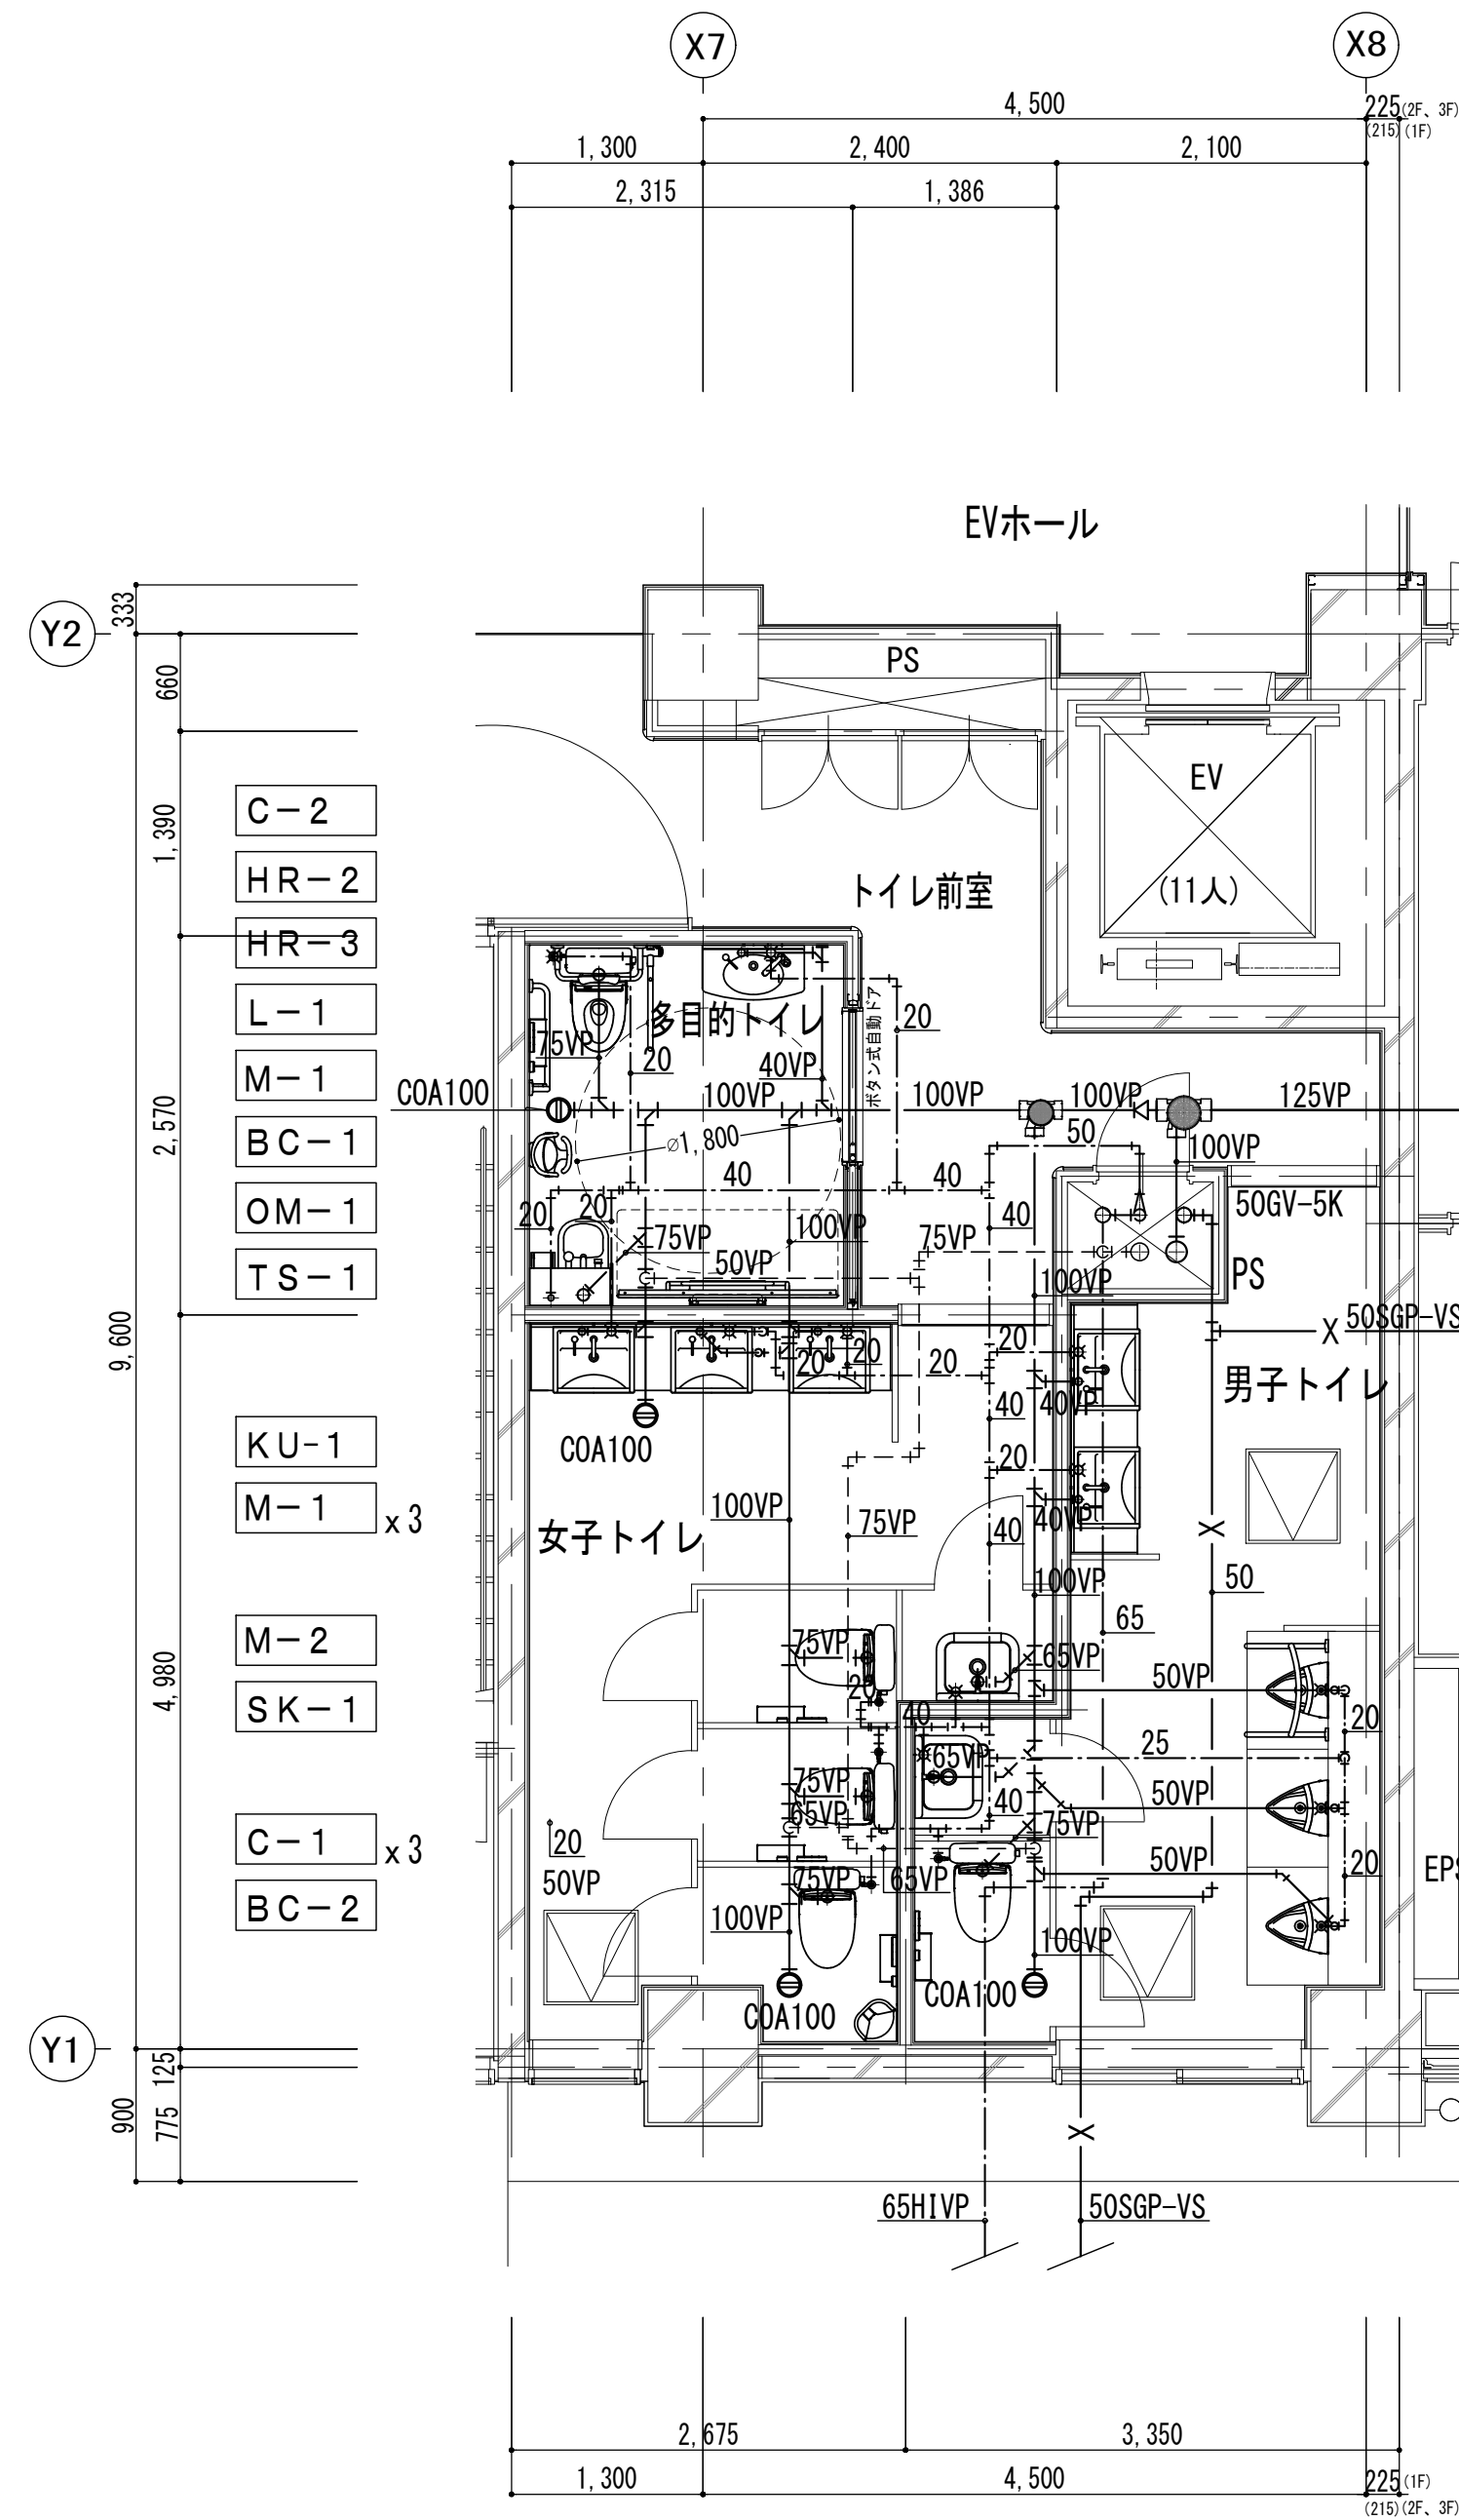 X7
X8
4,500
225(2F、3F)
(215)(1F)
1,300
2,400
2,100
2,315
1,386
EVホール
Y2
333
PS
660
EV
C－2
1,390
(11人)
トイレ前室
HR－2
HR－3
L－1
多目的トイレ
ボタン式自動ドア
20
75VP
20
40VP
M－1
COA100
100VP
100VP
100VP
125VP
2,570
BC－1
∅1,800
50
100VP
40
40
OM－1
20
20
40
50GV-5K
75VP
100VP
75VP
50VP
TS－1
PS
100VP
9,600
50SGP-VS
X
20
20
20
20
男子トイレ
40
40VP
KU-1
COA100
20
M－1
x3
100VP
40VP
女子トイレ
75VP
40
X
100VP
50
65
M－2
75VP
65VP
50VP
4,980
20
SK－1
40
20
65VP
25
75VP
50VP
65VP
40
75VP
C－1
x3
20
50VP
20
75VP
65VP
50VP
EPS
BC－2
100VP
100VP
COA100
COA100
Y1
125
900
775
X
65HIVP
50SGP-VS
2,675
3,350
1,300
4,500
225(1F)
(215)(2F、3F)